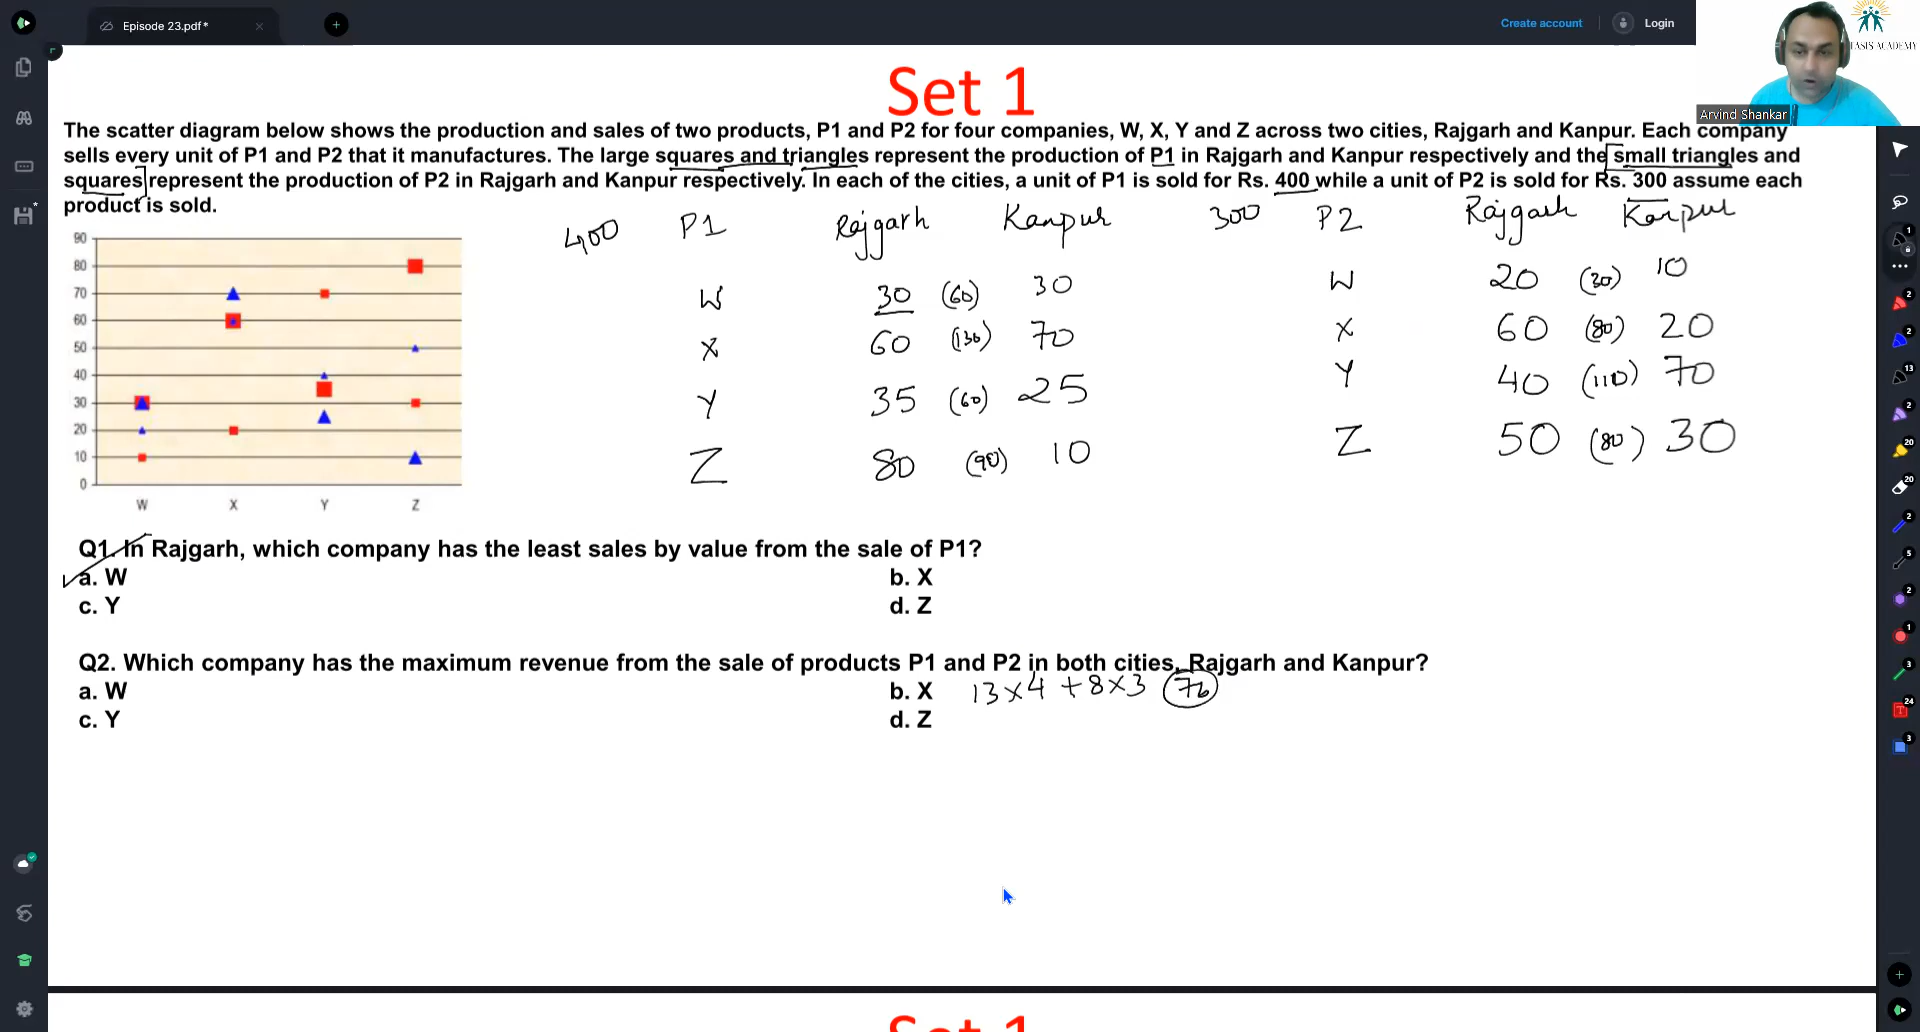 Episode 23.pdf*
Create account
Login
IASIS ACADEMY
Arvind Shankar
Set 1
The scatter diagram below shows the production and sales of two products, P1 and P2 for four companies, W, X, Y and Z across two cities, Rajgarh and Kanpur. Each company
sells every unit of P1 and P2 that it manufactures. The large squares and triangles represent the production of P1 in Rajgarh and Kanpur respectively and the small triangles and
squares represent the production of P2 in Rajgarh and Kanpur respectively. In each of the cities, a unit of P1 is sold for Rs. 400 while a unit of P2 is sold for Rs. 300 assume each
product is sold.
400 P1 Rajgarh Kanpur 300 P2 Rajgarh Kanpur
W 30 (60) 30 W 20 (30) 10
X 60 (130) 70 X 60 (80) 20
Y 35 (60) 25 Y 40 (110) 70
Z 80 (90) 10 Z 50 (80) 30
90
80
70
60
50
40
30
20
10
0
W X Y Z
Q1. In Rajgarh, which company has the least sales by value from the sale of P1?
a. W b. X
c. Y d. Z
Q2. Which company has the maximum revenue from the sale of products P1 and P2 in both cities, Rajgarh and Kanpur?
a. W b. X 13×4 + 8×3 76
c. Y d. Z
Set 1